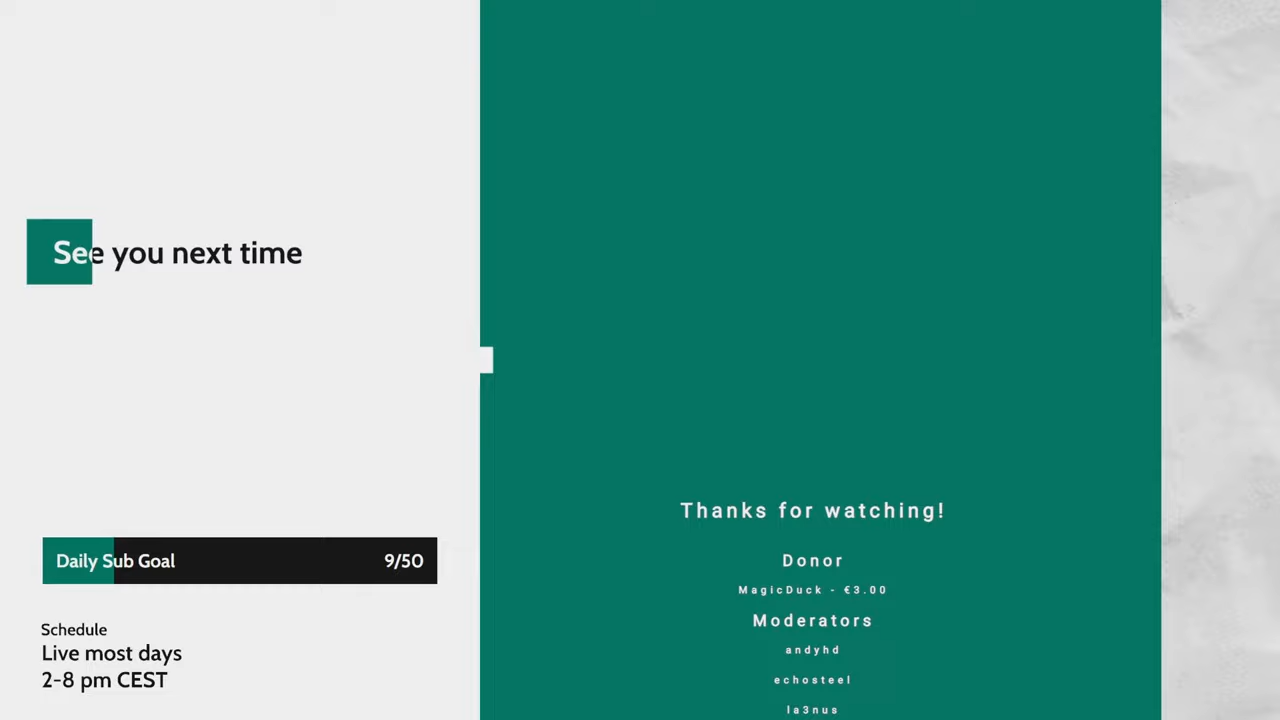 See you next time
Daily Sub Goal 9/50
Schedule
Live most days
2-8 pm CEST
Thanks for watching!
Donor
MagicDuck - €3.00
Moderators
andyhd
echosteel
la3nus